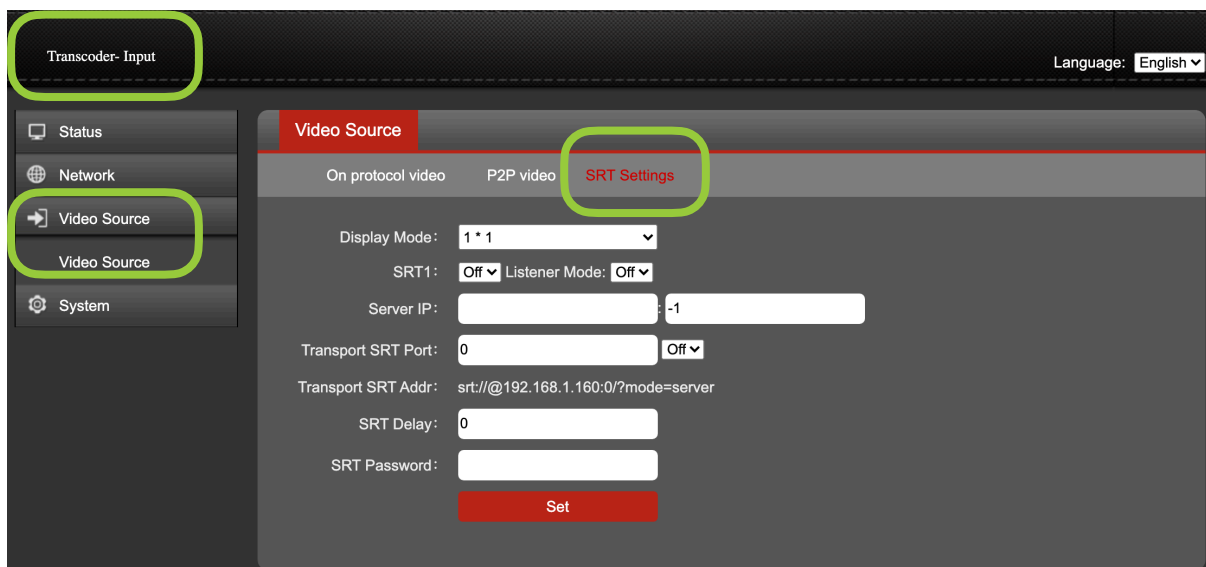 Transcoder- Input
Language: English
Status
Network
Video Source
Video Source
System
Video Source
On protocol video P2P video SRT Settings
Display Mode: 1 * 1
SRT1: Off Listener Mode: Off
Server IP: : -1
Transport SRT Port: 0 Off
Transport SRT Addr: srt://@192.168.1.160:0/?mode=server
SRT Delay: 0
SRT Password:
Set